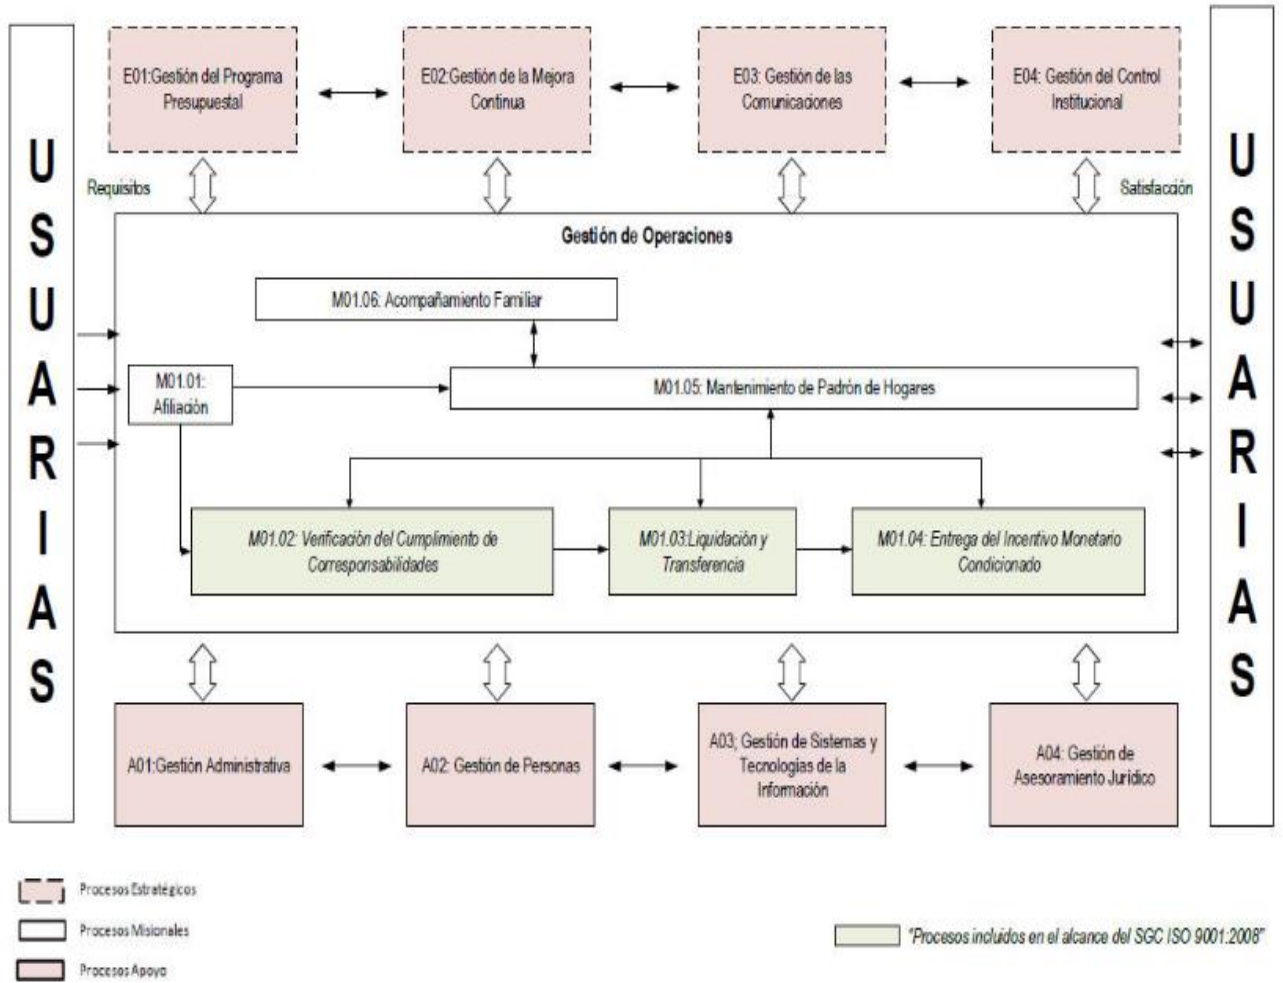 USUARIAS
E01:Gestión del Programa
Presupuestal
E02:Gestión de la Mejora
Continua
E03: Gestión de las
Comunicaciones
E04: Gestión del Control
Institucional
USUARIAS
Requisitos
Satisfacción
Gestión de Operaciones
M01.06: Acompañamiento Familiar
M01.01:
Afiliación
M01.05: Mantenimiento de Padrón de Hogares
M01.02: Verificación del Cumplimiento de
Corresponsabilidades
M01.03:Liquidación y
Transferencia
M01.04: Entrega del Incentivo Monetario
Condicionado
A01:Gestión Administrativa
A02: Gestión de Personas
A03; Gestión de Sistemas y
Tecnologías de la
Información
A04: Gestión de
Asesoramiento Jurídico
Procesos Estratégicos
Procesos Misionales
Procesos Apoyo
"Procesos incluidos en el alcance del SGC ISO 9001:2008"